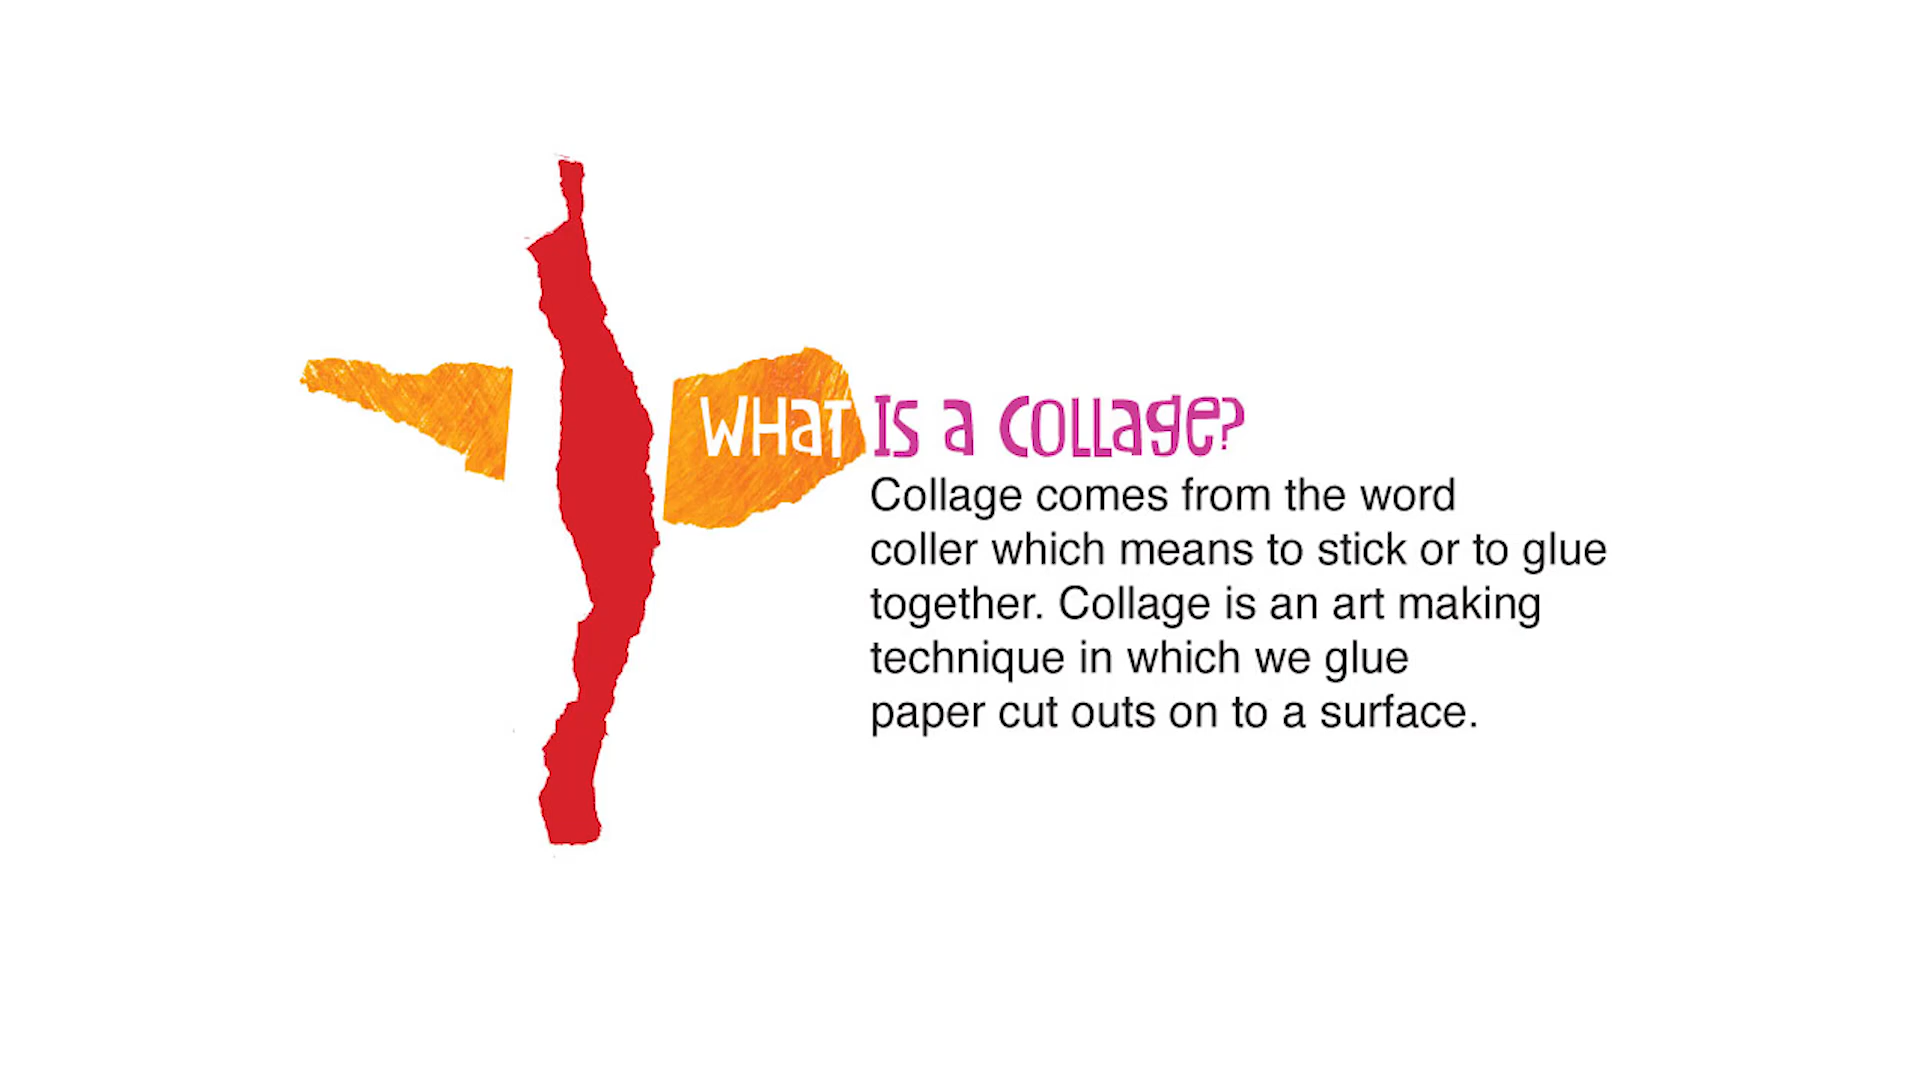 WHaT IS a COLLage?
Collage comes from the word
coller which means to stick or to glue
together. Collage is an art making
technique in which we glue
paper cut outs on to a surface.